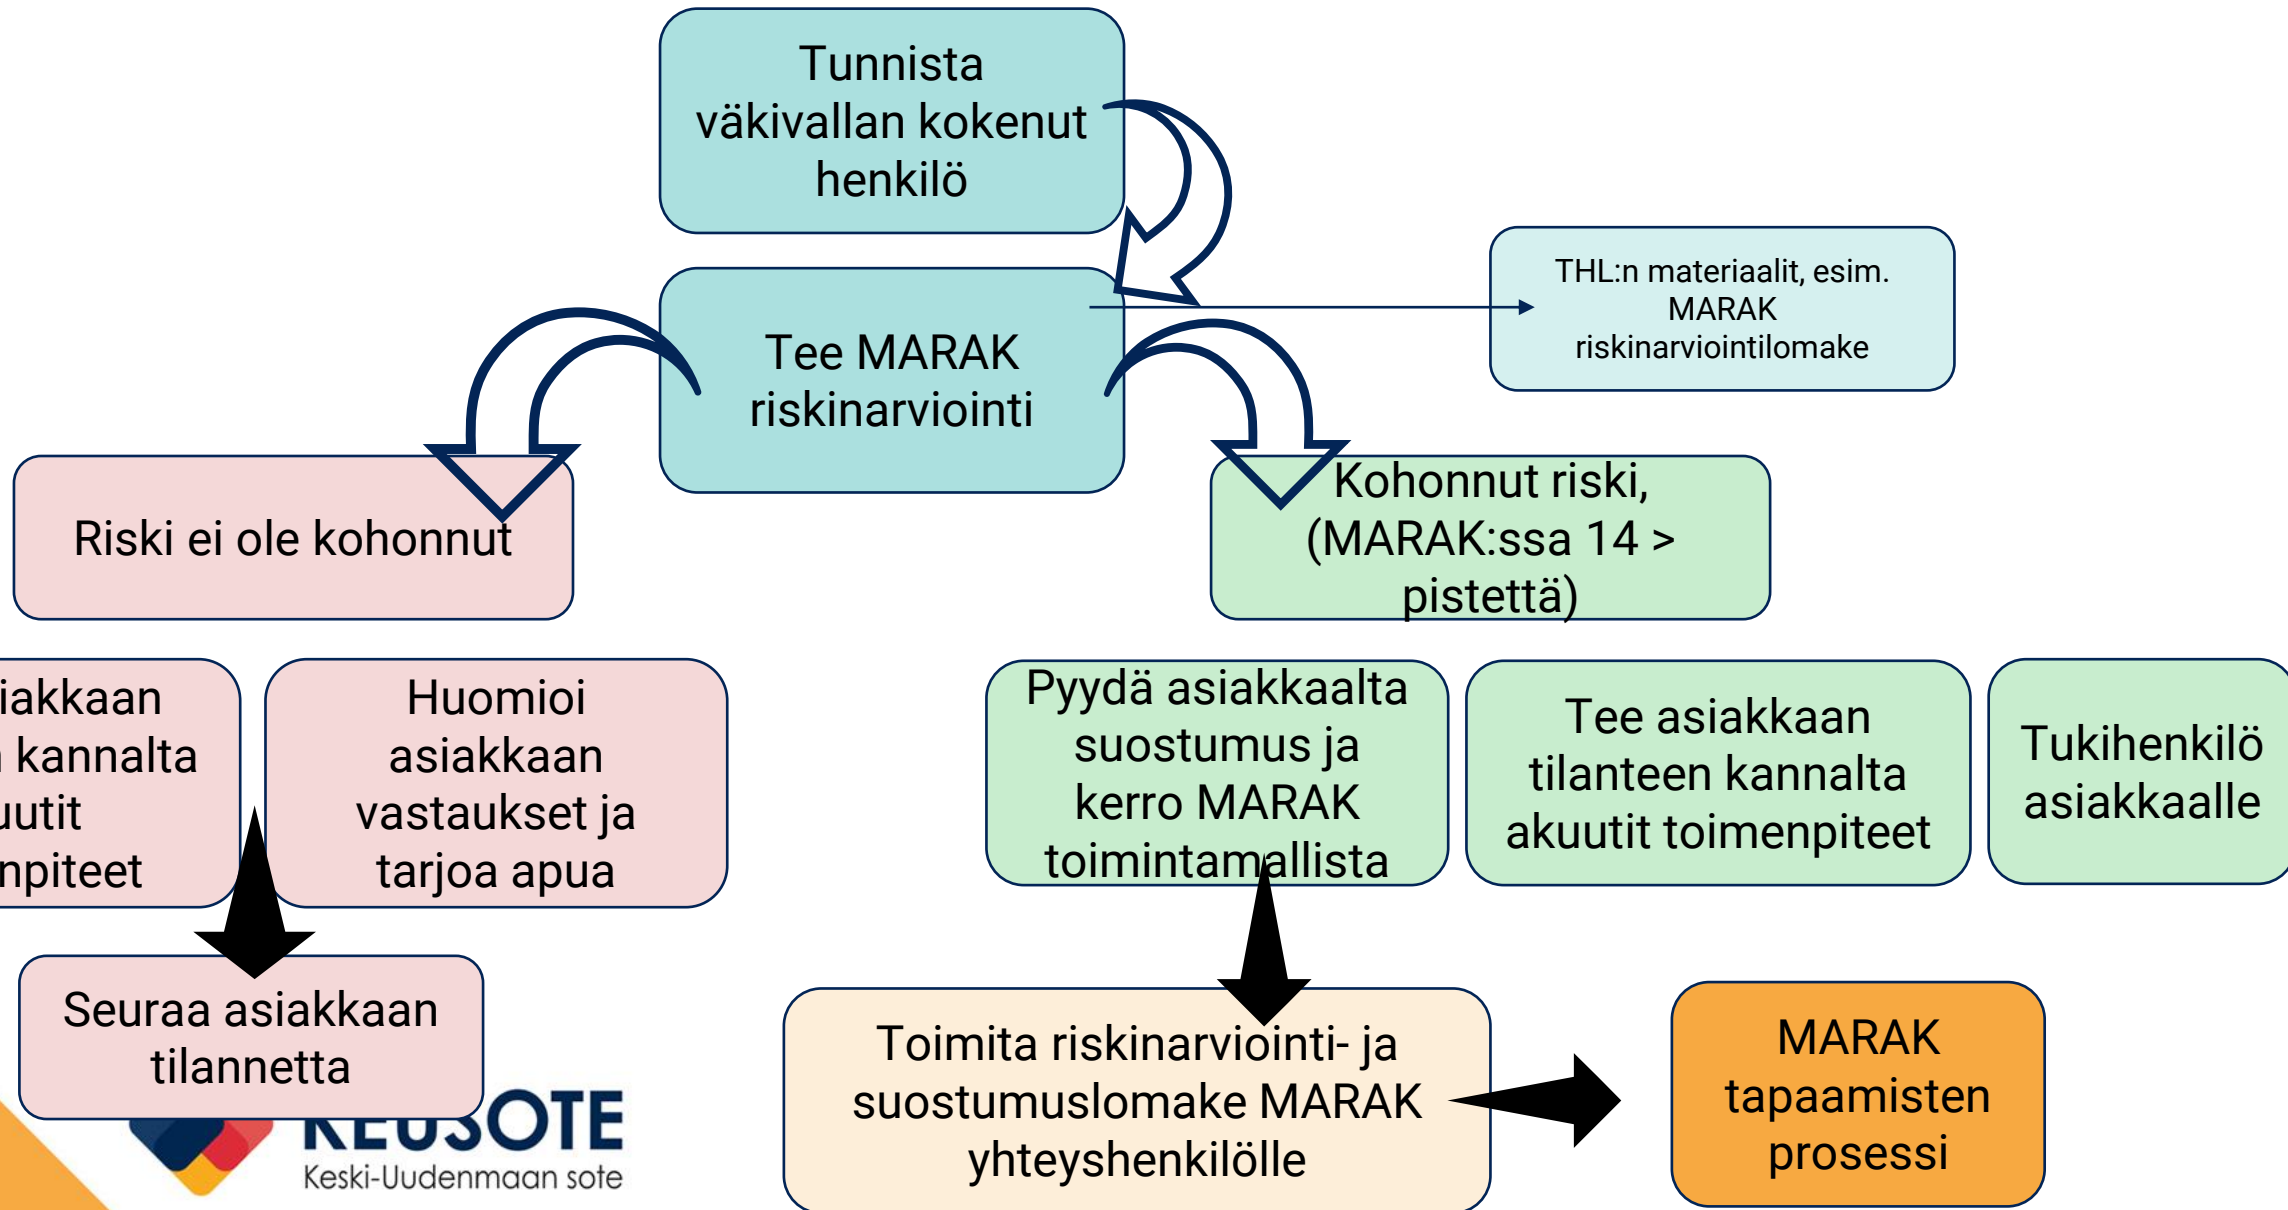 Tunnista
väkivallan kokenut
henkilö
THL:n materiaalit, esim.
MARAK
riskinarviointilomake
Tee MARAK
riskinarviointi
Riski ei ole kohonnut
Kohonnut riski,
(MARAK:ssa 14 >
pistettä)
kannalta
Huomioi
asiakkaan
vastaukset ja
tarjoa apua
Pyydä asiakkaalta
suostumus ja
kerro MARAK
toimintamallista
Tee asiakkaan
tilanteen kannalta
akuutit toimenpiteet
Tukihenkilö
asiakkaalle
Seuraa asiakkaan
tilannetta
Toimita riskinarviointi- ja
suostumuslomake MARAK
yhteyshenkilölle
MARAK
tapaamisten
prosessi
KEUSOTE
Keski-Uudenmaan sote